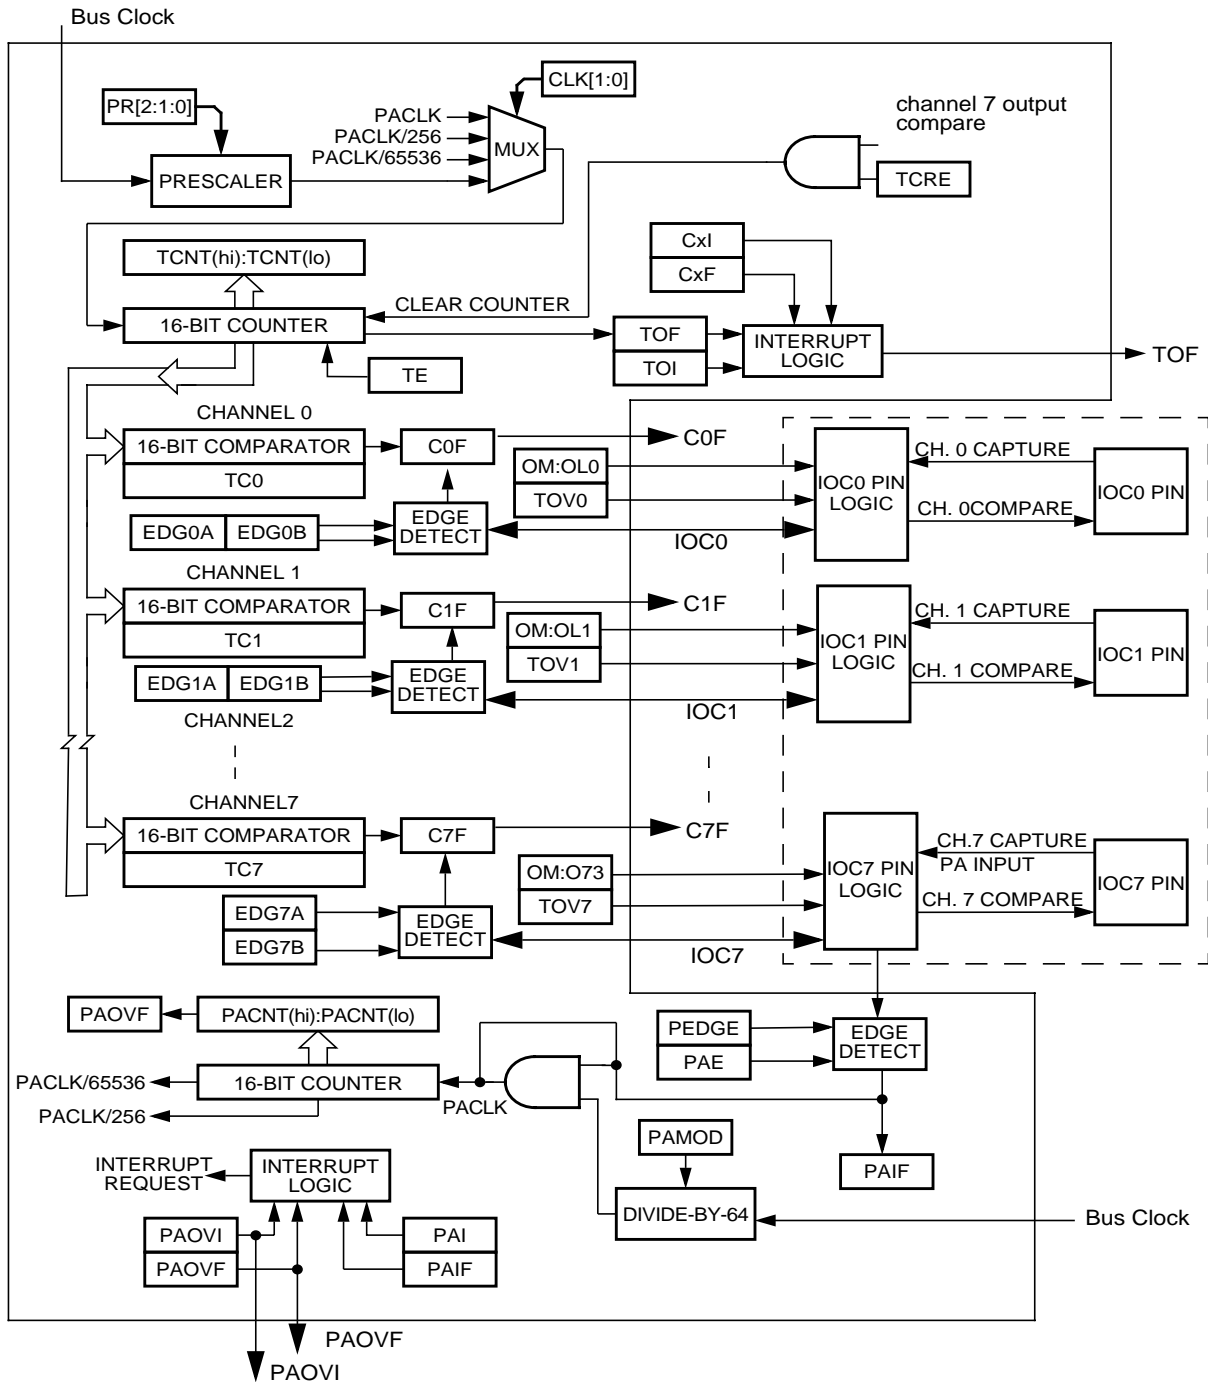 Bus Clock
PR[2:1:0]
CLK[1:0]
PACLK
PACLK/256
PACLK/65536
MUX
PRESCALER
channel 7 output
compare
TCRE
TCNT(hi):TCNT(lo)
CxI
CxF
CLEAR COUNTER
16-BIT COUNTER
TOF
TOI
INTERRUPT
LOGIC
TOF
TE
CHANNEL 0
16-BIT COMPARATOR
TC0
C0F
C0F
OM:OL0
TOV0
EDG0A
EDG0B
EDGE
DETECT
IOC0
IOC0 PIN
LOGIC
CH. 0 CAPTURE
CH. 0COMPARE
IOC0 PIN
CHANNEL 1
16-BIT COMPARATOR
TC1
C1F
C1F
OM:OL1
TOV1
EDG1A
EDG1B
EDGE
DETECT
IOC1
IOC1 PIN
LOGIC
CH. 1 CAPTURE
CH. 1 COMPARE
IOC1 PIN
CHANNEL2
CHANNEL7
16-BIT COMPARATOR
TC7
C7F
C7F
OM:O73
TOV7
EDG7A
EDG7B
EDGE
DETECT
IOC7
IOC7 PIN
LOGIC
CH.7 CAPTURE
PA INPUT
CH. 7 COMPARE
IOC7 PIN
PAOVF
PACNT(hi):PACNT(lo)
PEDGE
PAE
EDGE
DETECT
PACLK/65536
16-BIT COUNTER
PACLK
PACLK/256
PAMOD
PAIF
INTERRUPT
REQUEST
INTERRUPT
LOGIC
DIVIDE-BY-64
Bus Clock
PAOVI
PAOVF
PAI
PAIF
PAOVF
PAOVI